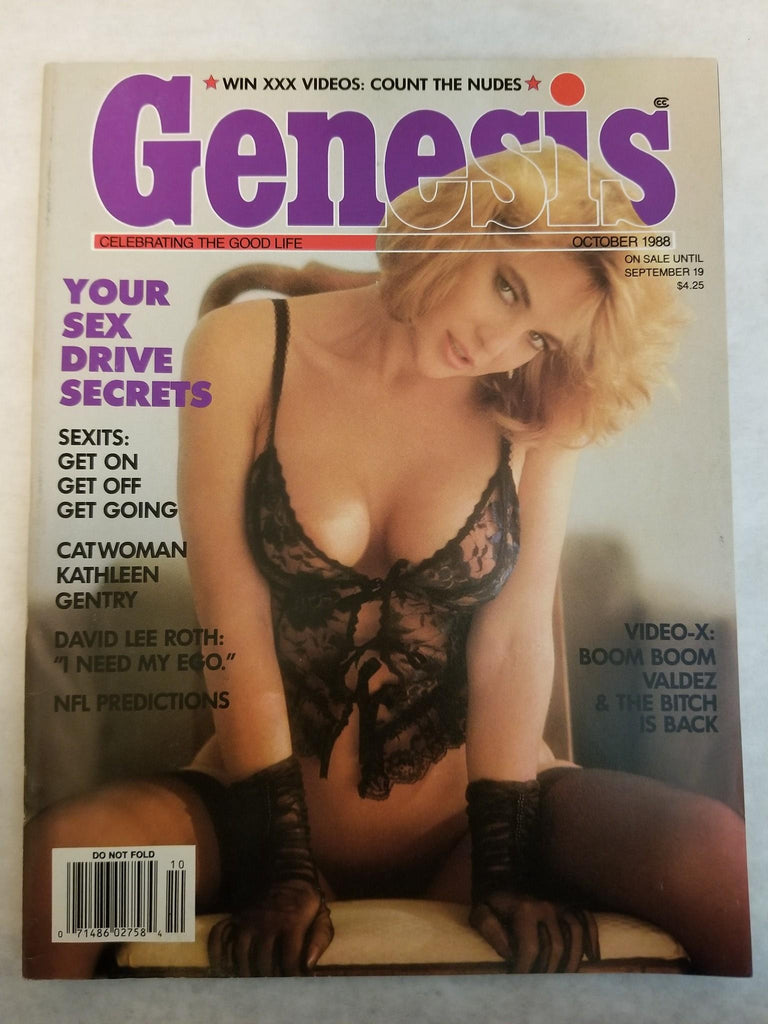 ★ WIN XXX VIDEOS: COUNT THE NUDES ★
Genesis
CELEBRATING THE GOOD LIFE
OCTOBER 1988
ON SALE UNTIL
SEPTEMBER 19
$4.25
YOUR
SEX
DRIVE
SECRETS
SEXITS:
GET ON
GET OFF
GET GOING
CATWOMAN
KATHLEEN
GENTRY
DAVID LEE ROTH:
"I NEED MY EGO."
NFL PREDICTIONS
VIDEO-X:
BOOM BOOM
VALDEZ
& THE BITCH
IS BACK
DO NOT FOLD
10
0 71486 02758 4